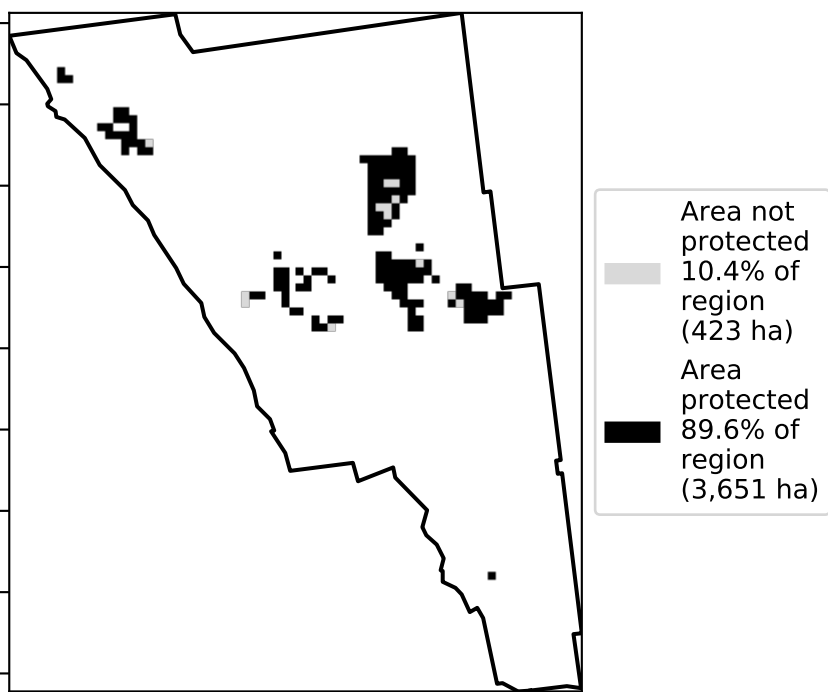 Area not
protected
10.4% of
region
(423 ha)
Area
protected
89.6% of
region
(3,651 ha)